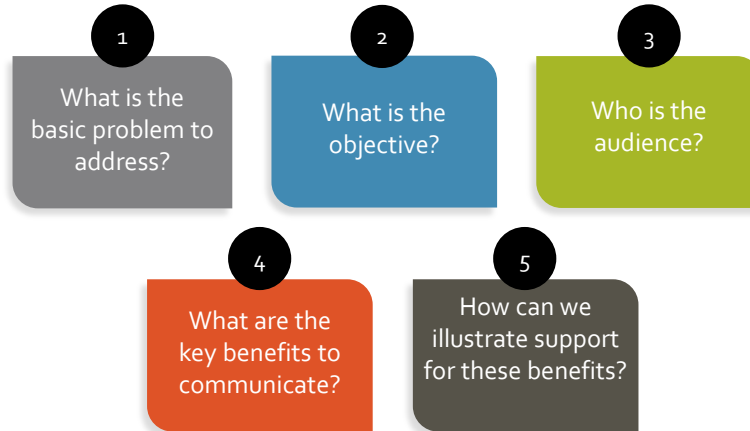 1
What is the
basic problem to
address?
2
What is the
objective?
3
Who is the
audience?
4
What are the
key benefits to
communicate?
5
How can we
illustrate support
for these benefits?